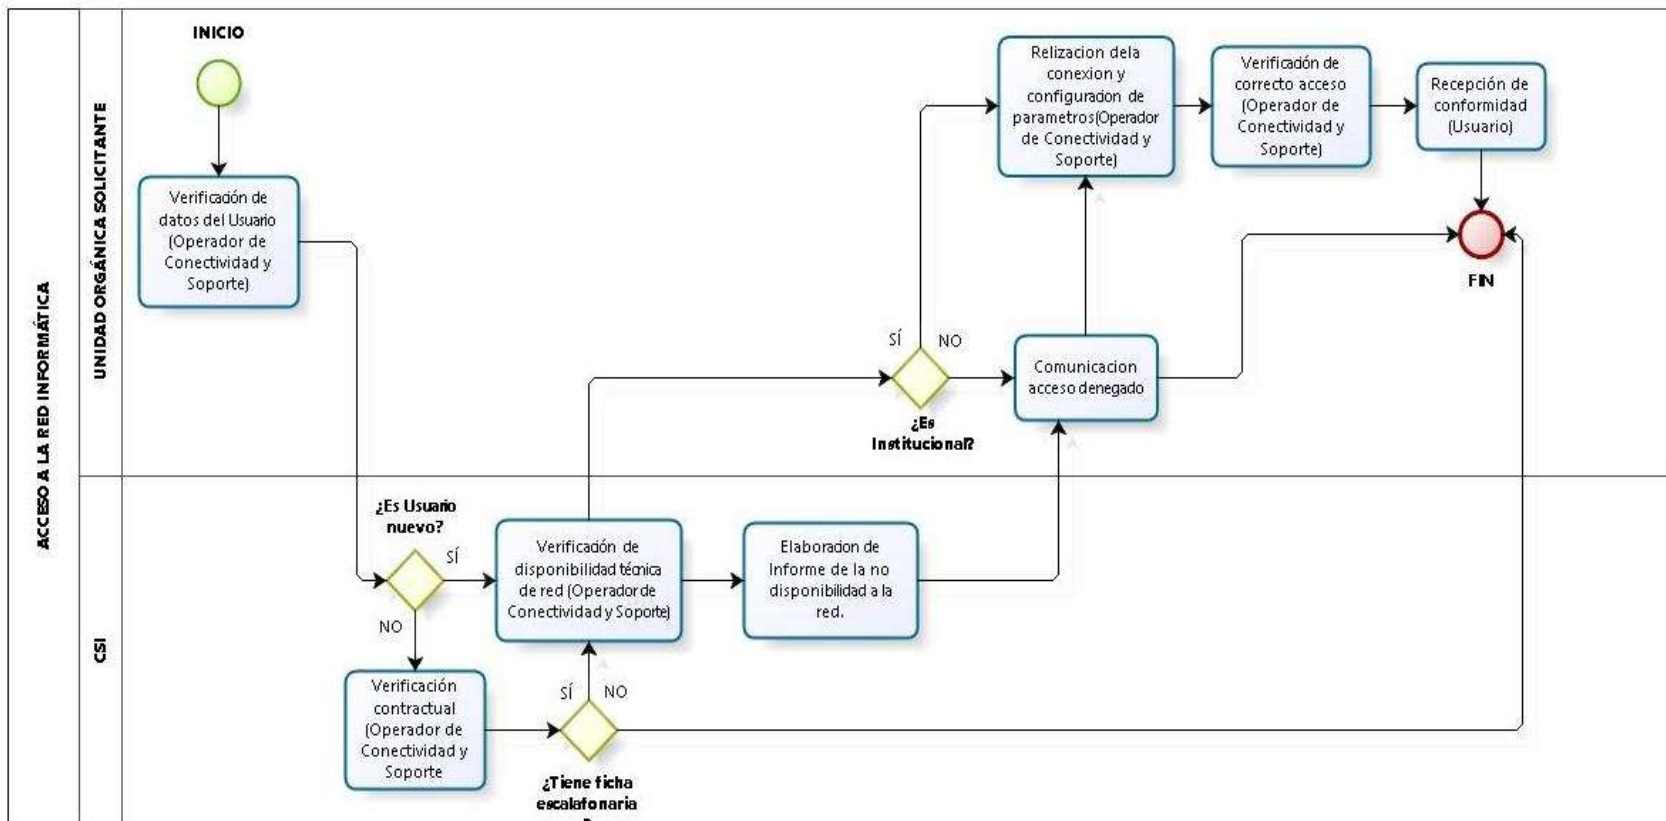 ACCESO A LA RED INFORMÁTICA
UNIDAD ORGÁNICA SOLICITANTE
INICIO
Verificación de
datos del Usuario
(Operador de
Conectividad y
Soporte)
Relizacion dela
conexion y
configuracion de
parametros(Operador
de Conectividad y
Soporte)
Verificación de
correcto acceso
(Operador de
Conectividad y
Soporte)
Recepción de
conformidad
(Usuario)
FIN
SÍ
NO
¿Es
Institucional?
Comunicacion
acceso denegado
CSI
¿Es Usuario
nuevo?
SÍ
NO
Verificación de
disponibilidad técnica
de red (Operador de
Conectividad y Soporte)
Elaboracion de
Informe de la no
disponibilidad a la
red.
Verificación
contractual
(Operador de
Conectividad y
Soporte
SÍ
NO
¿Tiene ficha
escalafonaria